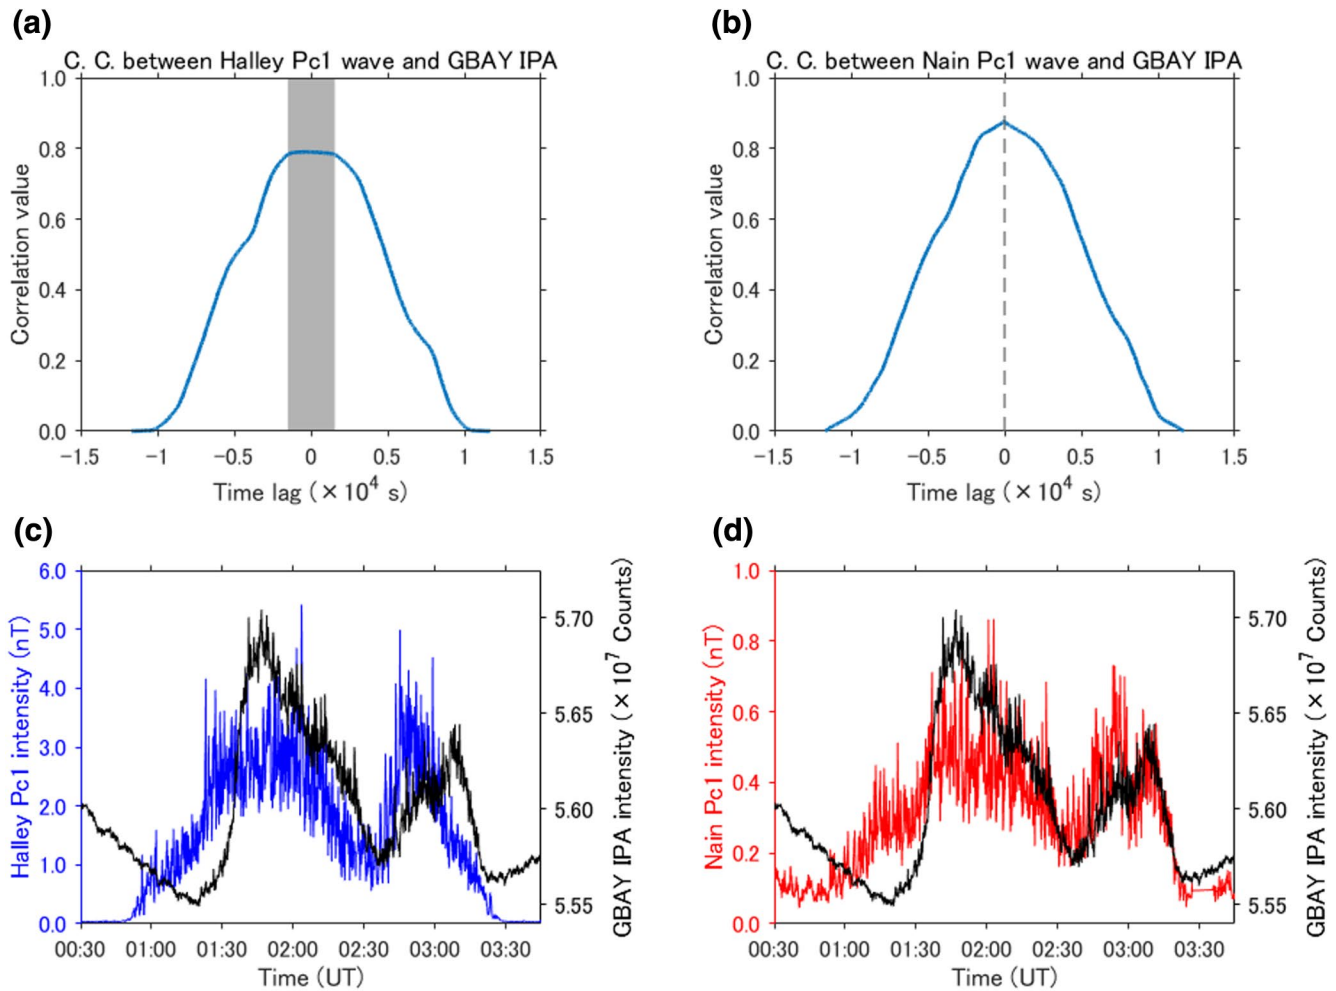 (a)
C. C. between Halley Pc1 wave and GBAY IPA
1.0
0.8
0.6
0.4
0.2
0.0
Correlation value
−1.5 −1 −0.5 0 0.5 1 1.5
Time lag (×10⁴ s)
(b)
C. C. between Nain Pc1 wave and GBAY IPA
1.0
0.8
0.6
0.4
0.2
0.0
Correlation value
−1.5 −1 −0.5 0 0.5 1 1.5
Time lag (×10⁴ s)
(c)
6.0
5.0
4.0
3.0
2.0
1.0
0.0
Halley Pc1 intensity (nT)
5.70
5.65
5.60
5.55
GBAY IPA intensity (×10⁷ Counts)
00:30 01:00 01:30 02:00 02:30 03:00 03:30
Time (UT)
(d)
1.0
0.8
0.6
0.4
0.2
0.0
Nain Pc1 intensity (nT)
5.70
5.65
5.60
5.55
GBAY IPA intensity (×10⁷ Counts)
00:30 01:00 01:30 02:00 02:30 03:00 03:30
Time (UT)